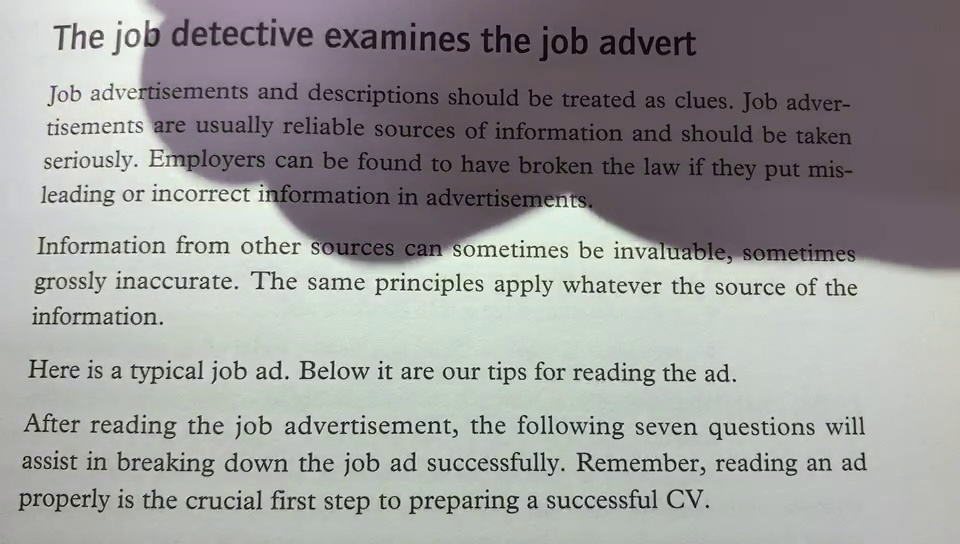 The job detective examines the job advert
Job advertisements and descriptions should be treated as clues. Job adver-
tisements are usually reliable sources of information and should be taken
seriously. Employers can be found to have broken the law if they put mis-
leading or incorrect information in advertisements.
Information from other sources can sometimes be invaluable, sometimes
grossly inaccurate. The same principles apply whatever the source of the
information.
Here is a typical job ad. Below it are our tips for reading the ad.
After reading the job advertisement, the following seven questions will
assist in breaking down the job ad successfully. Remember, reading an ad
properly is the crucial first step to preparing a successful CV.